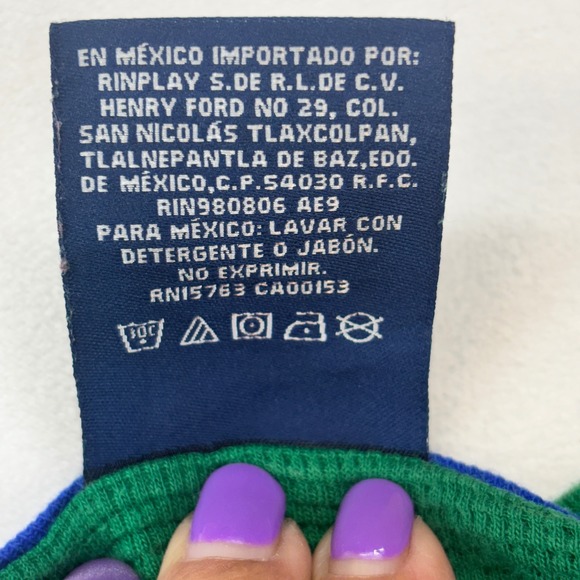 EN MÉXICO IMPORTADO POR:
RINPLAY S.DE R.L.DE C.V.
HENRY FORD NO 29, COL.
SAN NICOLÁS TLAXCOLPAN,
TLALNEPANTLA DE BAZ,EDO.
DE MÉXICO,C.P.54030 R.F.C.
RIN980806 AE9
PARA MÉXICO: LAVAR CON
DETERGENTE O JABÓN.
NO EXPRIMIR.
RN15763 CA00153
30C